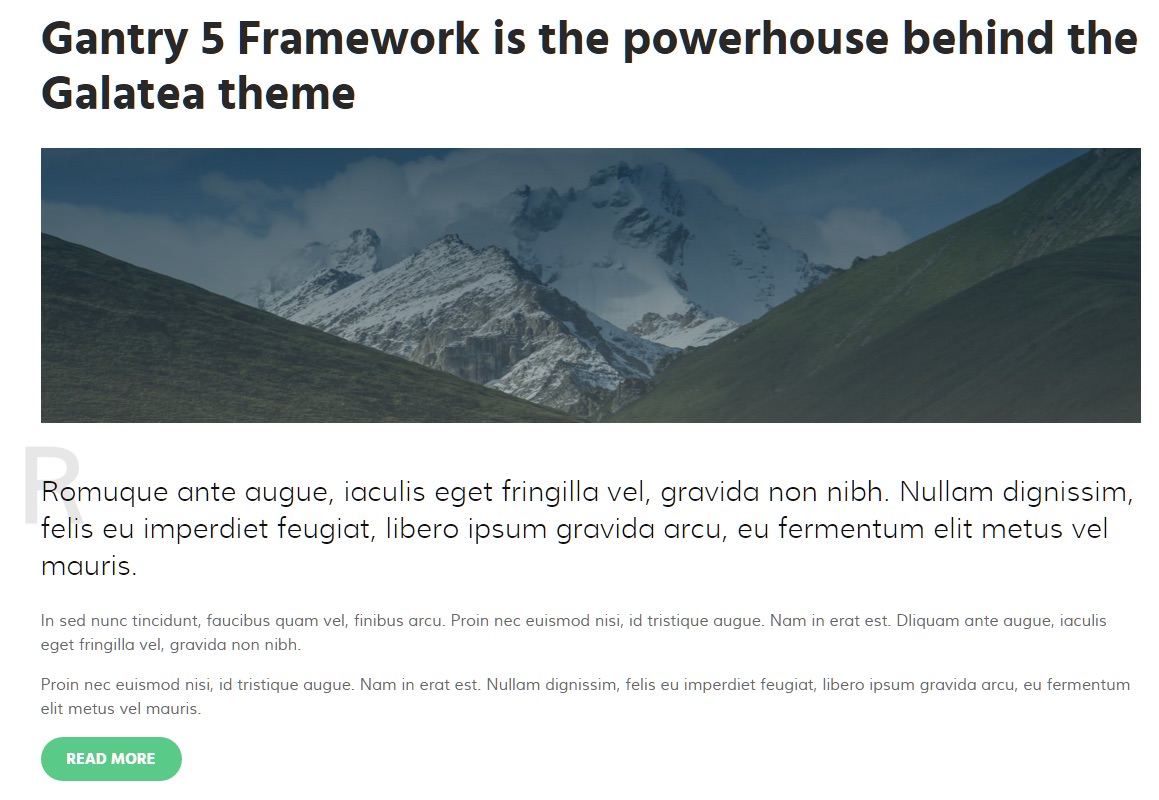 Gantry 5 Framework is the powerhouse behind the
Galatea theme
R
Romuque ante augue, iaculis eget fringilla vel, gravida non nibh. Nullam dignissim,
felis eu imperdiet feugiat, libero ipsum gravida arcu, eu fermentum elit metus vel
mauris.
In sed nunc tincidunt, faucibus quam vel, finibus arcu. Proin nec euismod nisi, id tristique augue. Nam in erat est. Dliquam ante augue, iaculis
eget fringilla vel, gravida non nibh.
Proin nec euismod nisi, id tristique augue. Nam in erat est. Nullam dignissim, felis eu imperdiet feugiat, libero ipsum gravida arcu, eu fermentum
elit metus vel mauris.
READ MORE